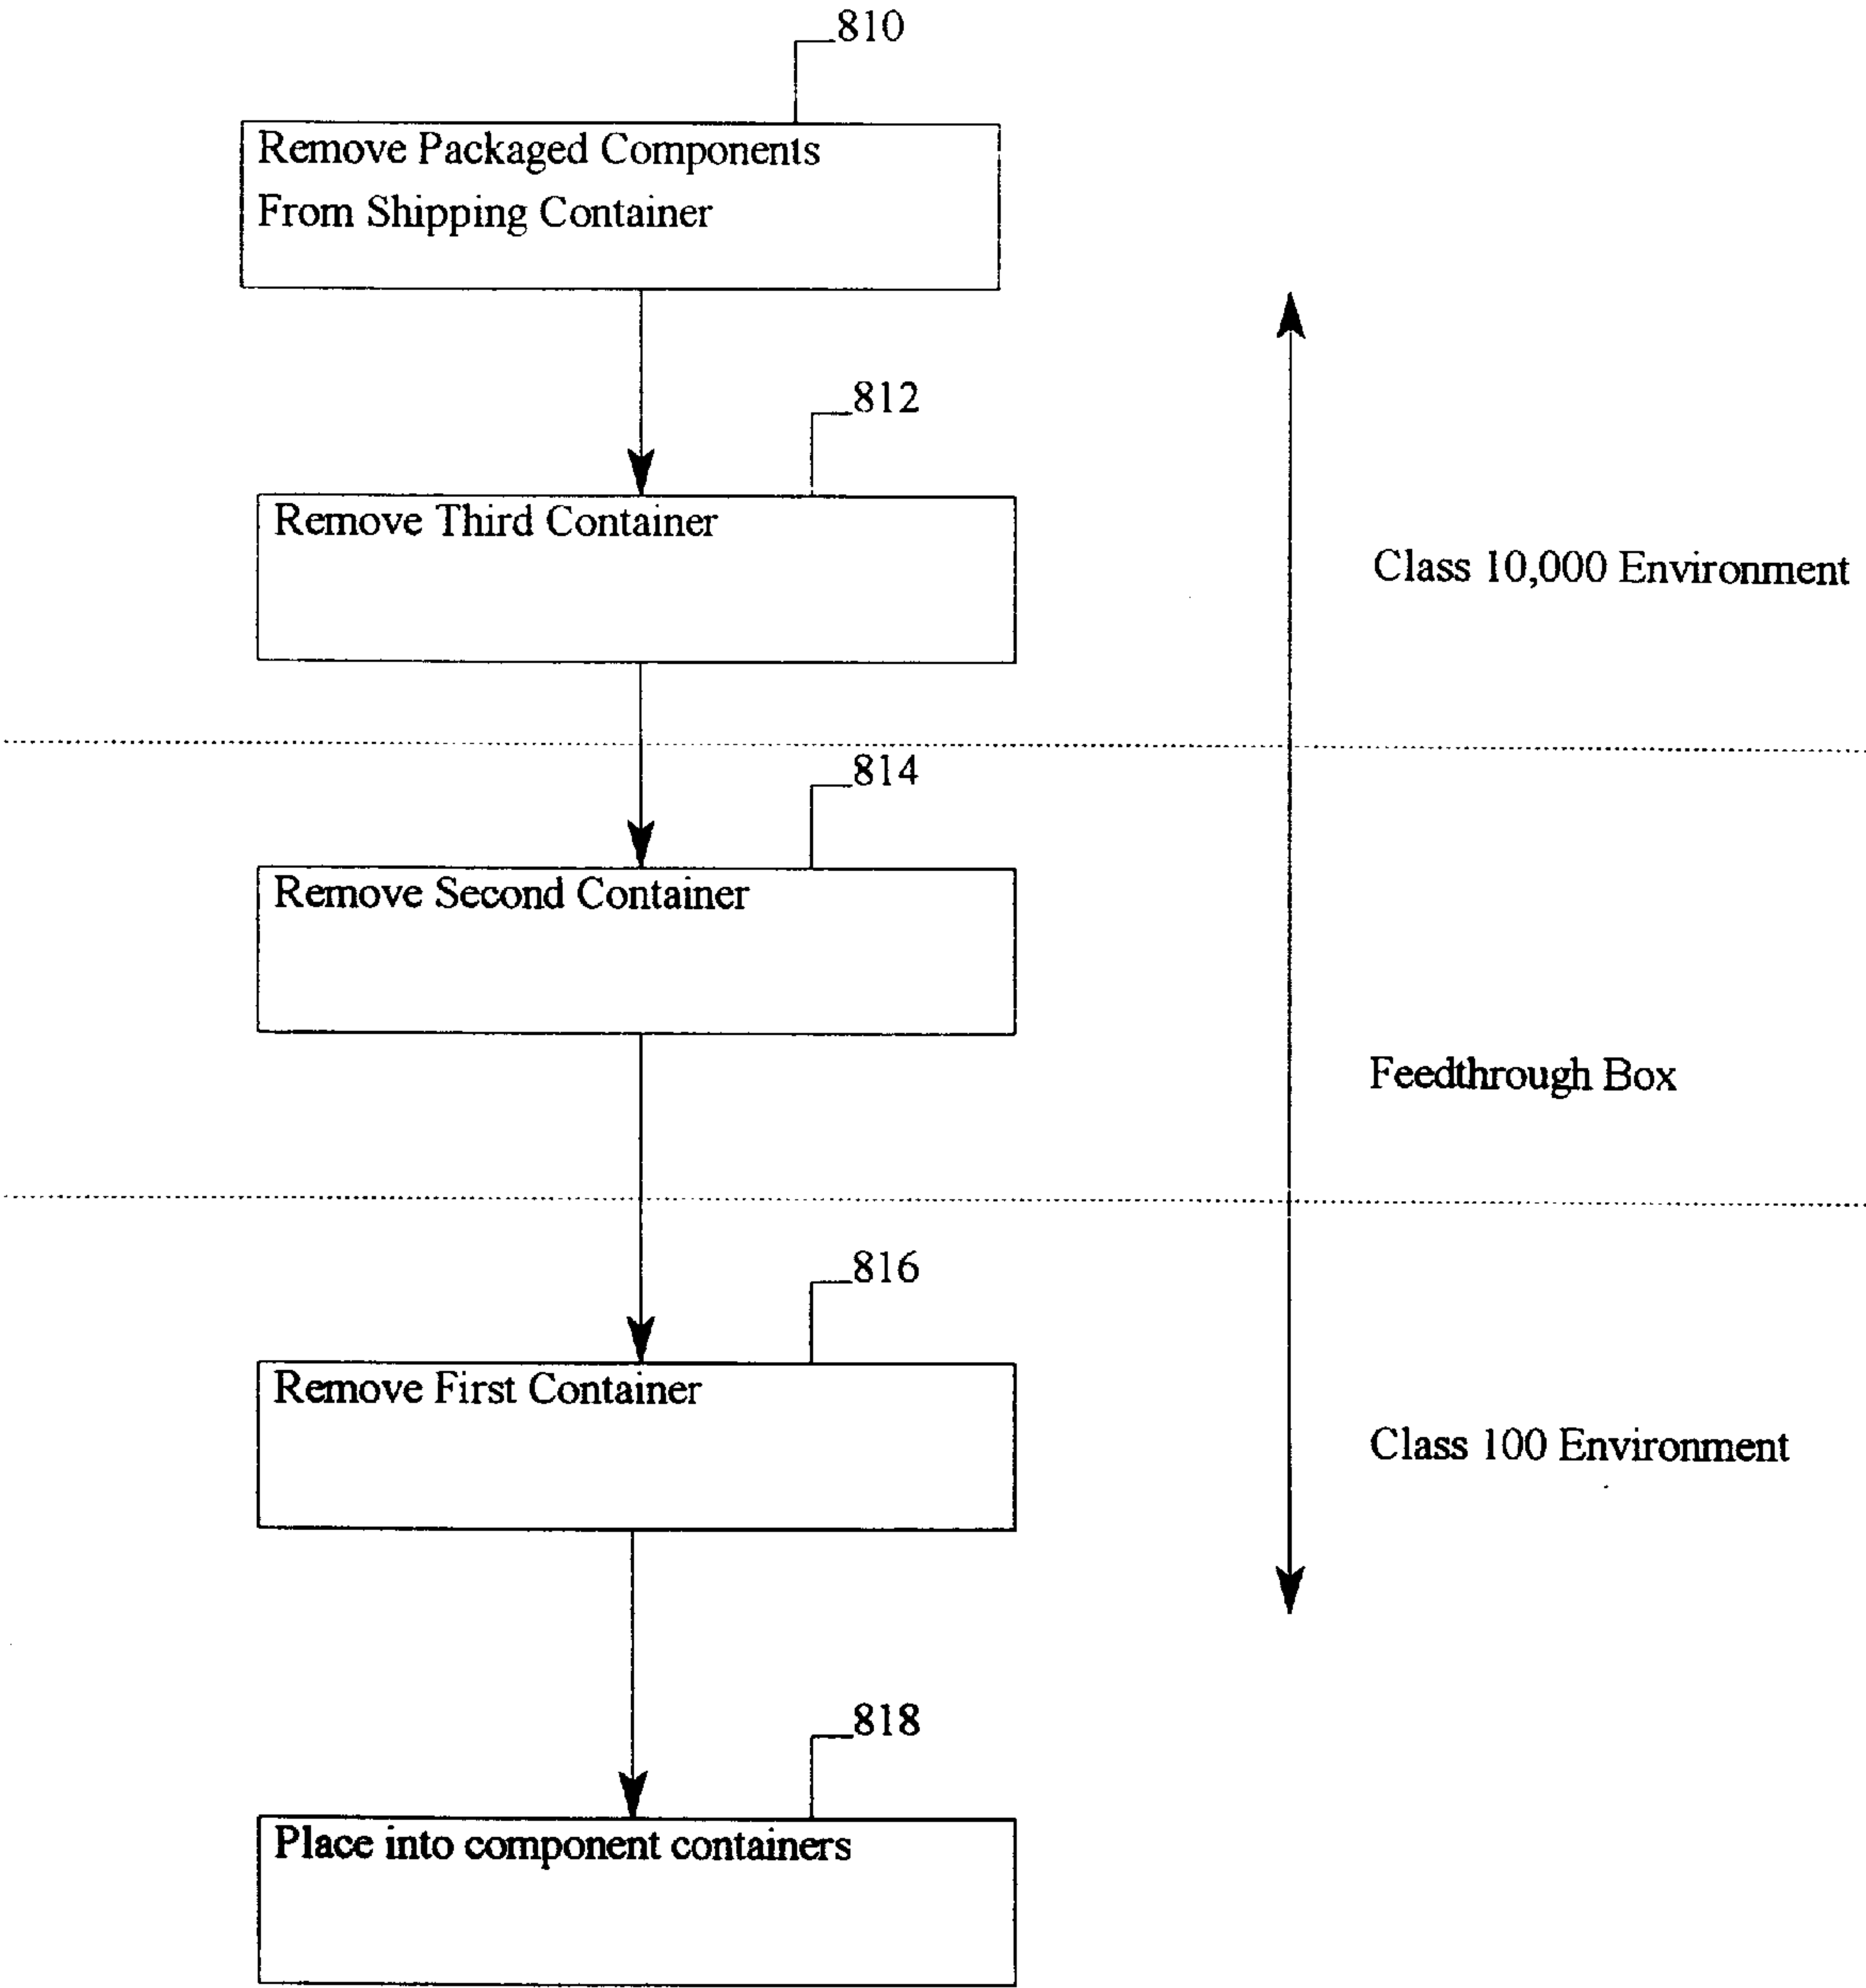 810
Remove Packaged Components
From Shipping Container
812
Remove Third Container
Class 10,000 Environment
814
Remove Second Container
Feedthrough Box
816
Remove First Container
Class 100 Environment
818
Place into component containers